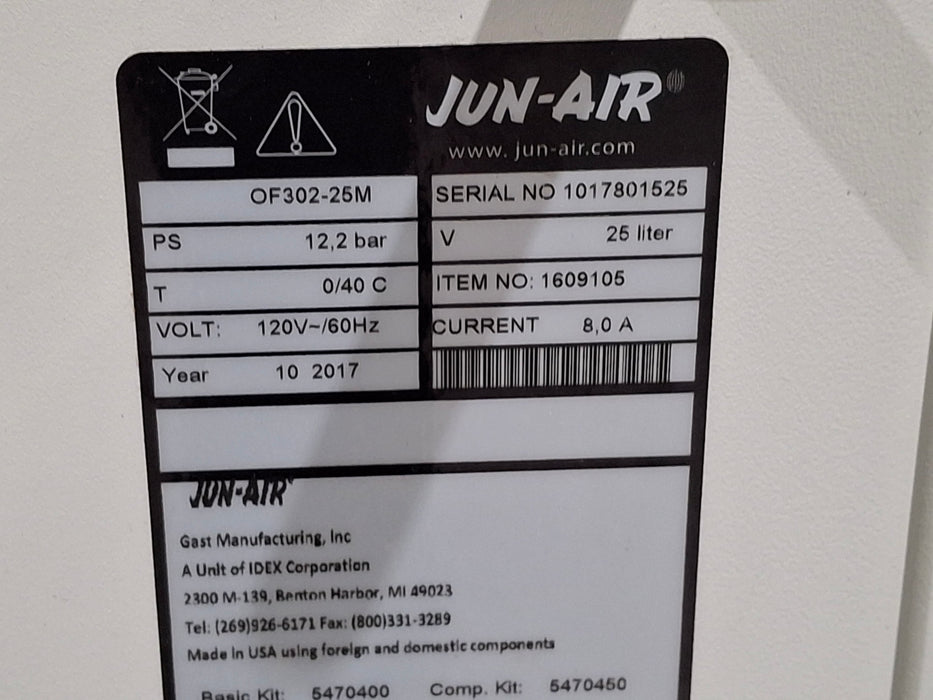 JUN-AIR®
www. jun-air.com
OF302-25M
SERIAL NO 1017801525
PS 12,2 bar
V 25 liter
T 0/40 C
ITEM NO: 1609105
VOLT: 120V~/60Hz
CURRENT 8,0 A
Year 10 2017
JUN-AIR
Gast Manufacturing, Inc
A Unit of IDEX Corporation
2300 M-139, Benton Harbor, MI 49023
Tel: (269)926-6171 Fax: (800)331-3289
Made in USA using foreign and domestic components
Basic Kit: 5470400 Comp. Kit: 5470450